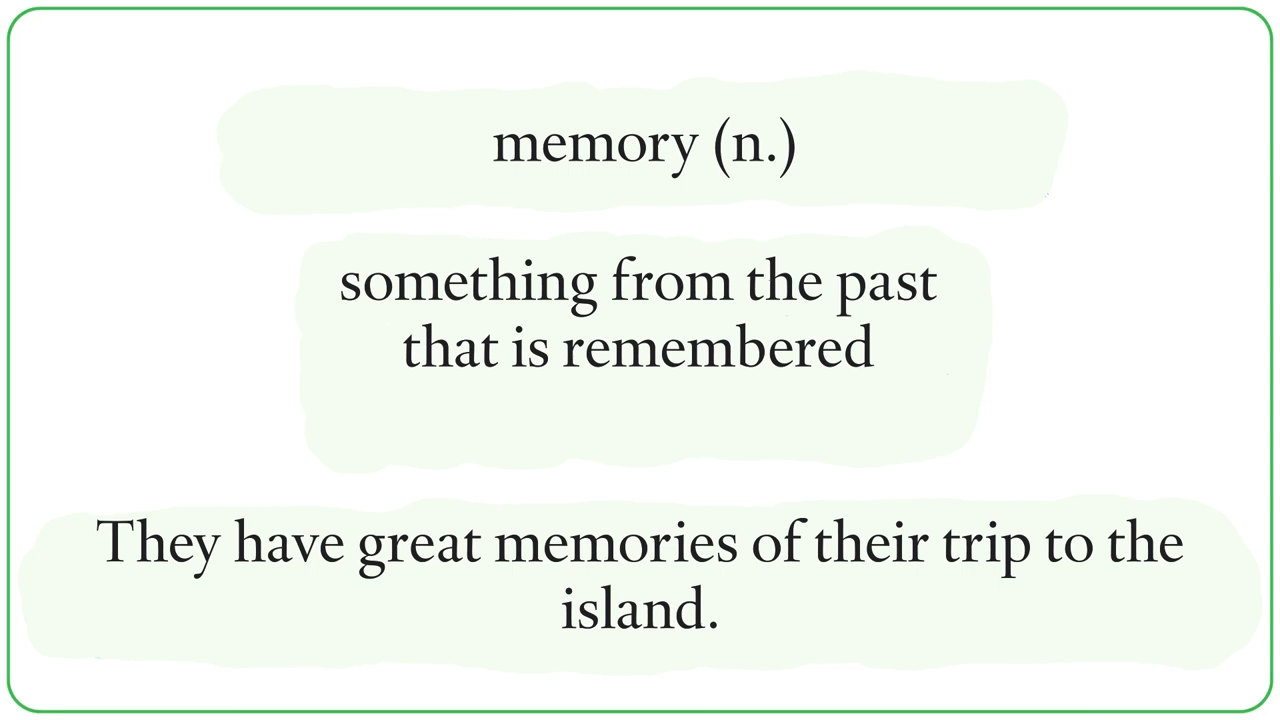 memory (n.)
something from the past
that is remembered
They have great memories of their trip to the
island.